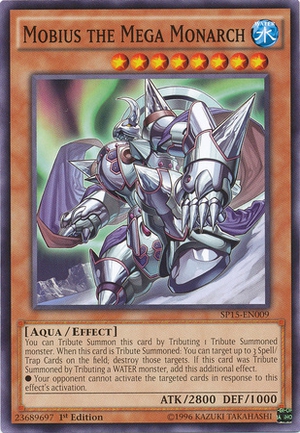 MOBIUS THE MEGA MONARCH
WATER
水
SP15-EN009
[AQUA / EFFECT]
You can Tribute Summon this card by Tributing 1 Tribute Summoned
monster. When this card is Tribute Summoned: You can target up to 3 Spell/
Trap Cards on the field; destroy those targets. If this card was Tribute
Summoned by Tributing a WATER monster, add this additional effect.
● Your opponent cannot activate the targeted cards in response to this
effect's activation.
ATK/2800 DEF/1000
23689697 1st Edition ©1996 KAZUKI TAKAHASHI